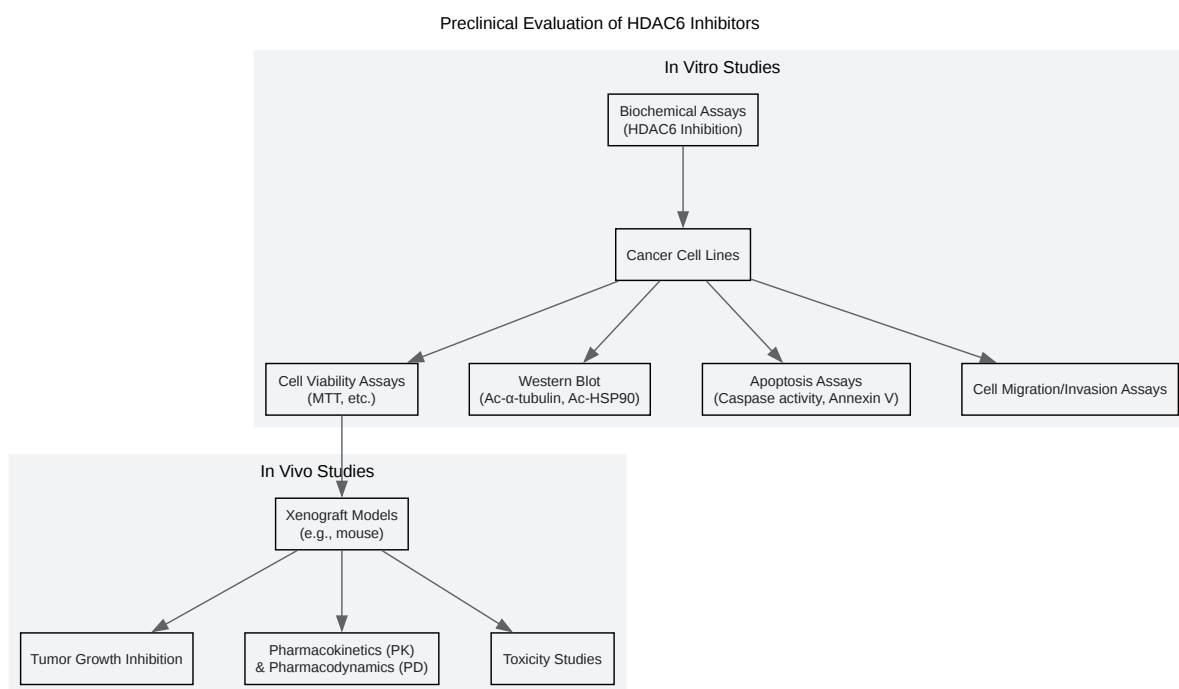 Preclinical Evaluation of HDAC6 Inhibitors
In Vitro Studies
Biochemical Assays
(HDAC6 Inhibition)
Cancer Cell Lines
Cell Viability Assays
(MTT, etc.)
Western Blot
(Ac-α-tubulin, Ac-HSP90)
Apoptosis Assays
(Caspase activity, Annexin V)
Cell Migration/Invasion Assays
In Vivo Studies
Xenograft Models
(e.g., mouse)
Tumor Growth Inhibition
Pharmacokinetics (PK)
& Pharmacodynamics (PD)
Toxicity Studies